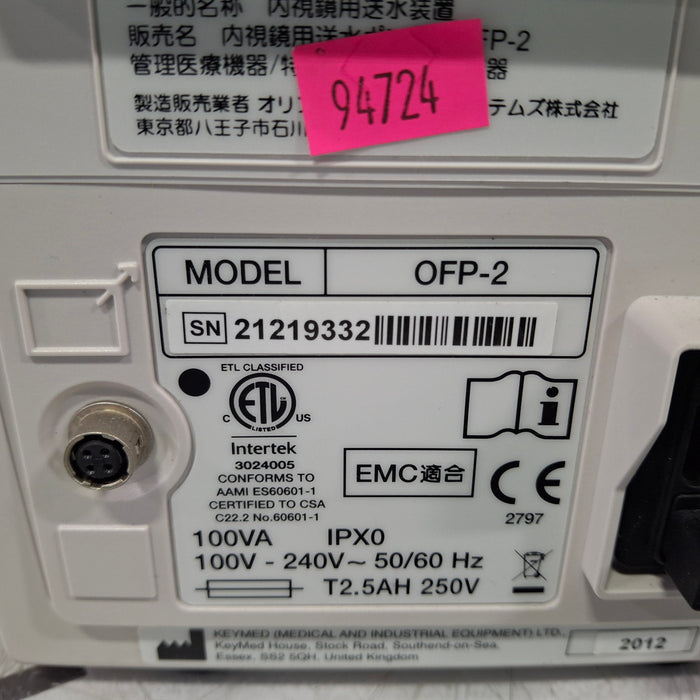 一般的名称 内視鏡用送水装置
販売名 内視鏡用送水ポ FP-2
管理医療機器/特 器
製造販売業者 オリン テムズ株式会社
東京都八王子市石川
94724
MODEL OFP-2
SN 21219332
ETL CLASSIFIED
ETL
C US
LISTED
Intertek
3024005
CONFORMS TO
AAMI ES60601-1
CERTIFIED TO CSA
C22.2 No.60601-1
EMC適合
CE
2797
100VA IPX0
100V - 240V~ 50/60 Hz
T2.5AH 250V
KEYMED (MEDICAL AND INDUSTRIAL EQUIPMENT) LTD.,
KeyMed House, Stock Road, Southend-on-Sea,
Essex, SS2 5QH, United Kingdom
2012